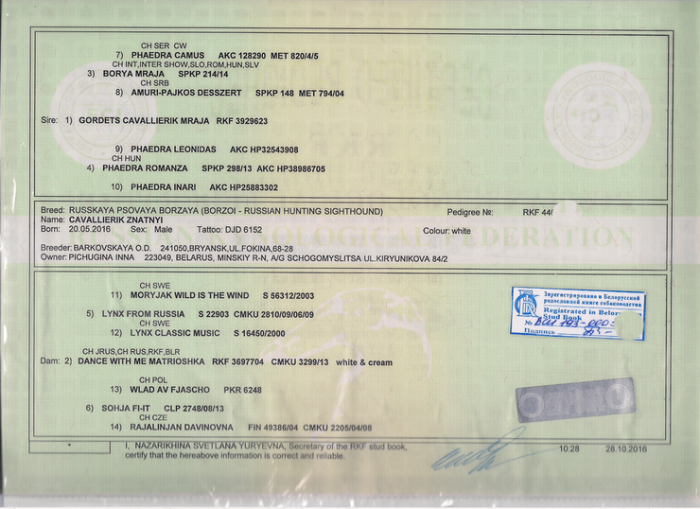 CH SER CW
7) PHAEDRA CAMUS AKC 128290 MET 820/4/5
CH INT,INTER SHOW,SLO,ROM,HUN,SLV
3) BORYA MRAJA SPKP 214/14
CH SRB
8) AMURI-PAJKOS DESSZERT SPKP 148 MET 794/04
Sire: 1) GORDETS CAVALLIERIK MRAJA RKF 3929623
9) PHAEDRA LEONIDAS AKC HP32543908
CH HUN
4) PHAEDRA ROMANZA SPKP 298/13 AKC HP38986705
10) PHAEDRA INARI AKC HP25883302
Breed: RUSSKAYA PSOVAYA BORZAYA (BORZOI - RUSSIAN HUNTING SIGHTHOUND) Pedigree №: RKF 44
Name: CAVALLIERIK ZNATNYI
Born: 20.05.2016 Sex: Male Tattoo: DJD 6152 Colour: white
Breeder: BARKOVSKAYA O.D. 241050,BRYANSK,UL.FOKINA,68-28
Owner: PICHUGINA INNA 223049, BELARUS, MINSKIY R-N, A/G SCHOGOMYSLITSA UL.KIRYUNIKOVA 84/2
CH SWE
11) MORYJAK WILD IS THE WIND S 56312/2003
5) LYNX FROM RUSSIA S 22903 CMKU 2810/09/06/09
CH SWE
12) LYNX CLASSIC MUSIC S 16450/2000
CH JRUS,CH RUS,RKF,BLR
Dam: 2) DANCE WITH ME MATRIOSHKA RKF 3697704 CMKU 3299/13 white & cream
CH POL
13) WLAD AV FJASCHO PKR 6248
6) SOHJA FI-IT CLP 2748/08/13
CH CZE
14) RAJALINJAN DAVINOVNA FIN 49386/04 CMKU 2205/04/08
Зарегистрировано в Белорусской
родословной книге собаководства
Registered in Belor
Stud Book
№
Подпись
I, NAZARIKHINA SVETLANA YURYEVNA, Secretary of the RKF stud book,
certify that the hereabove information is correct and reliable.
10:28 28.10.2016